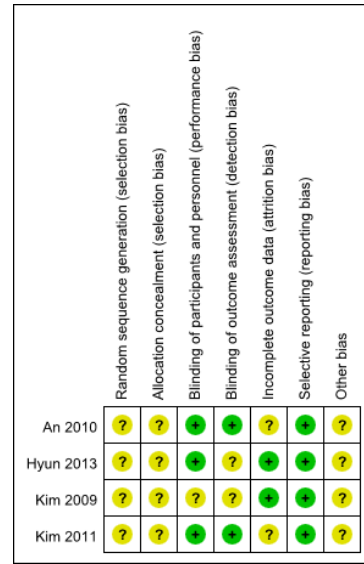 Random sequence generation (selection bias)
Allocation concealment (selection bias)
Blinding of participants and personnel (performance bias)
Blinding of outcome assessment (detection bias)
Incomplete outcome data (attrition bias)
Selective reporting (reporting bias)
Other bias
An 2010 ? ? + + ? + ?
Hyun 2013 ? ? + ? + + ?
Kim 2009 ? ? ? ? + + ?
Kim 2011 ? ? + + ? + ?